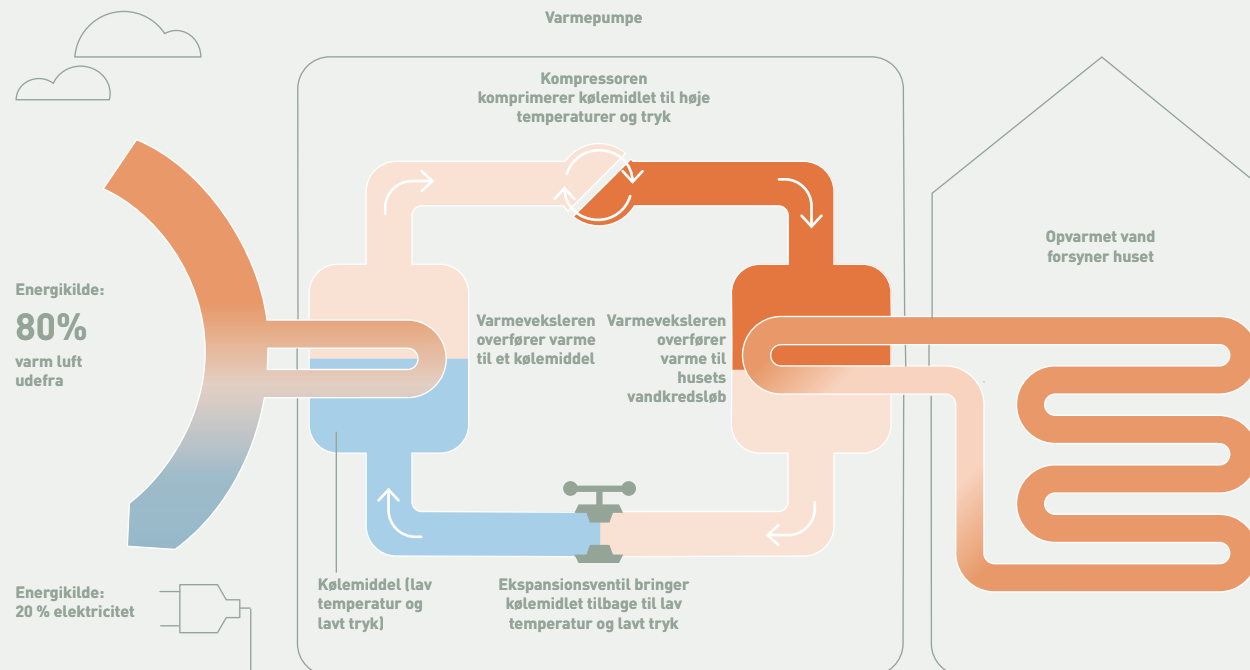 Varmepumpe
Kompressoren
komprimerer kølemidlet til høje
temperaturer og tryk
Energikilde:
80%
varm luft
udefra
Varmeveksleren
overfører varme
til et kølemiddel
Varmeveksleren
overfører
varme til
husets
vandkredsløb
Opvarmet vand
forsyner huset
Energikilde:
20 % elektricitet
Kølemiddel (lav
temperatur og
lavt tryk)
Ekspansionsventil bringer
kølemidlet tilbage til lav
temperatur og lavt tryk